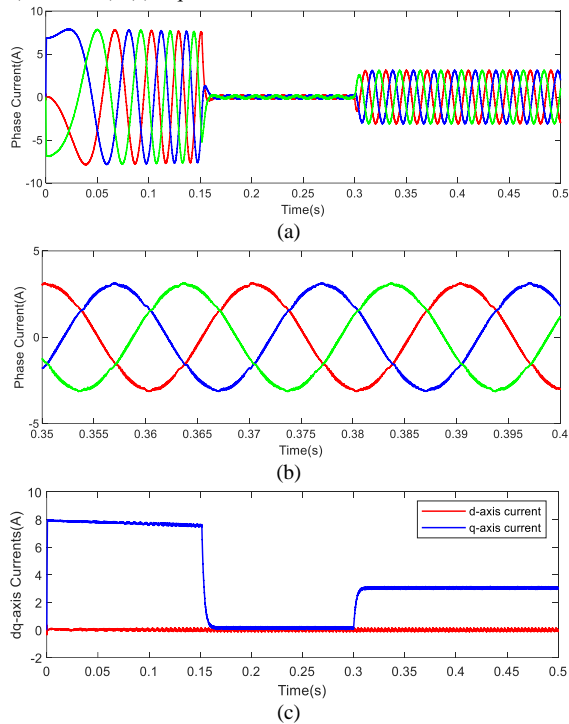 10
5
0
-5
-10
Phase Current(A)
0 0.05 0.1 0.15 0.2 0.25 0.3 0.35 0.4 0.45 0.5
Time(s)
(a)
5
0
-5
Phase Current(A)
0.35 0.355 0.36 0.365 0.37 0.375 0.38 0.385 0.39 0.395 0.4
Time(s)
(b)
10
8
6
4
2
0
-2
dq-axis Currents(A)
d-axis current
q-axis current
0 0.05 0.1 0.15 0.2 0.25 0.3 0.35 0.4 0.45 0.5
Time(s)
(c)